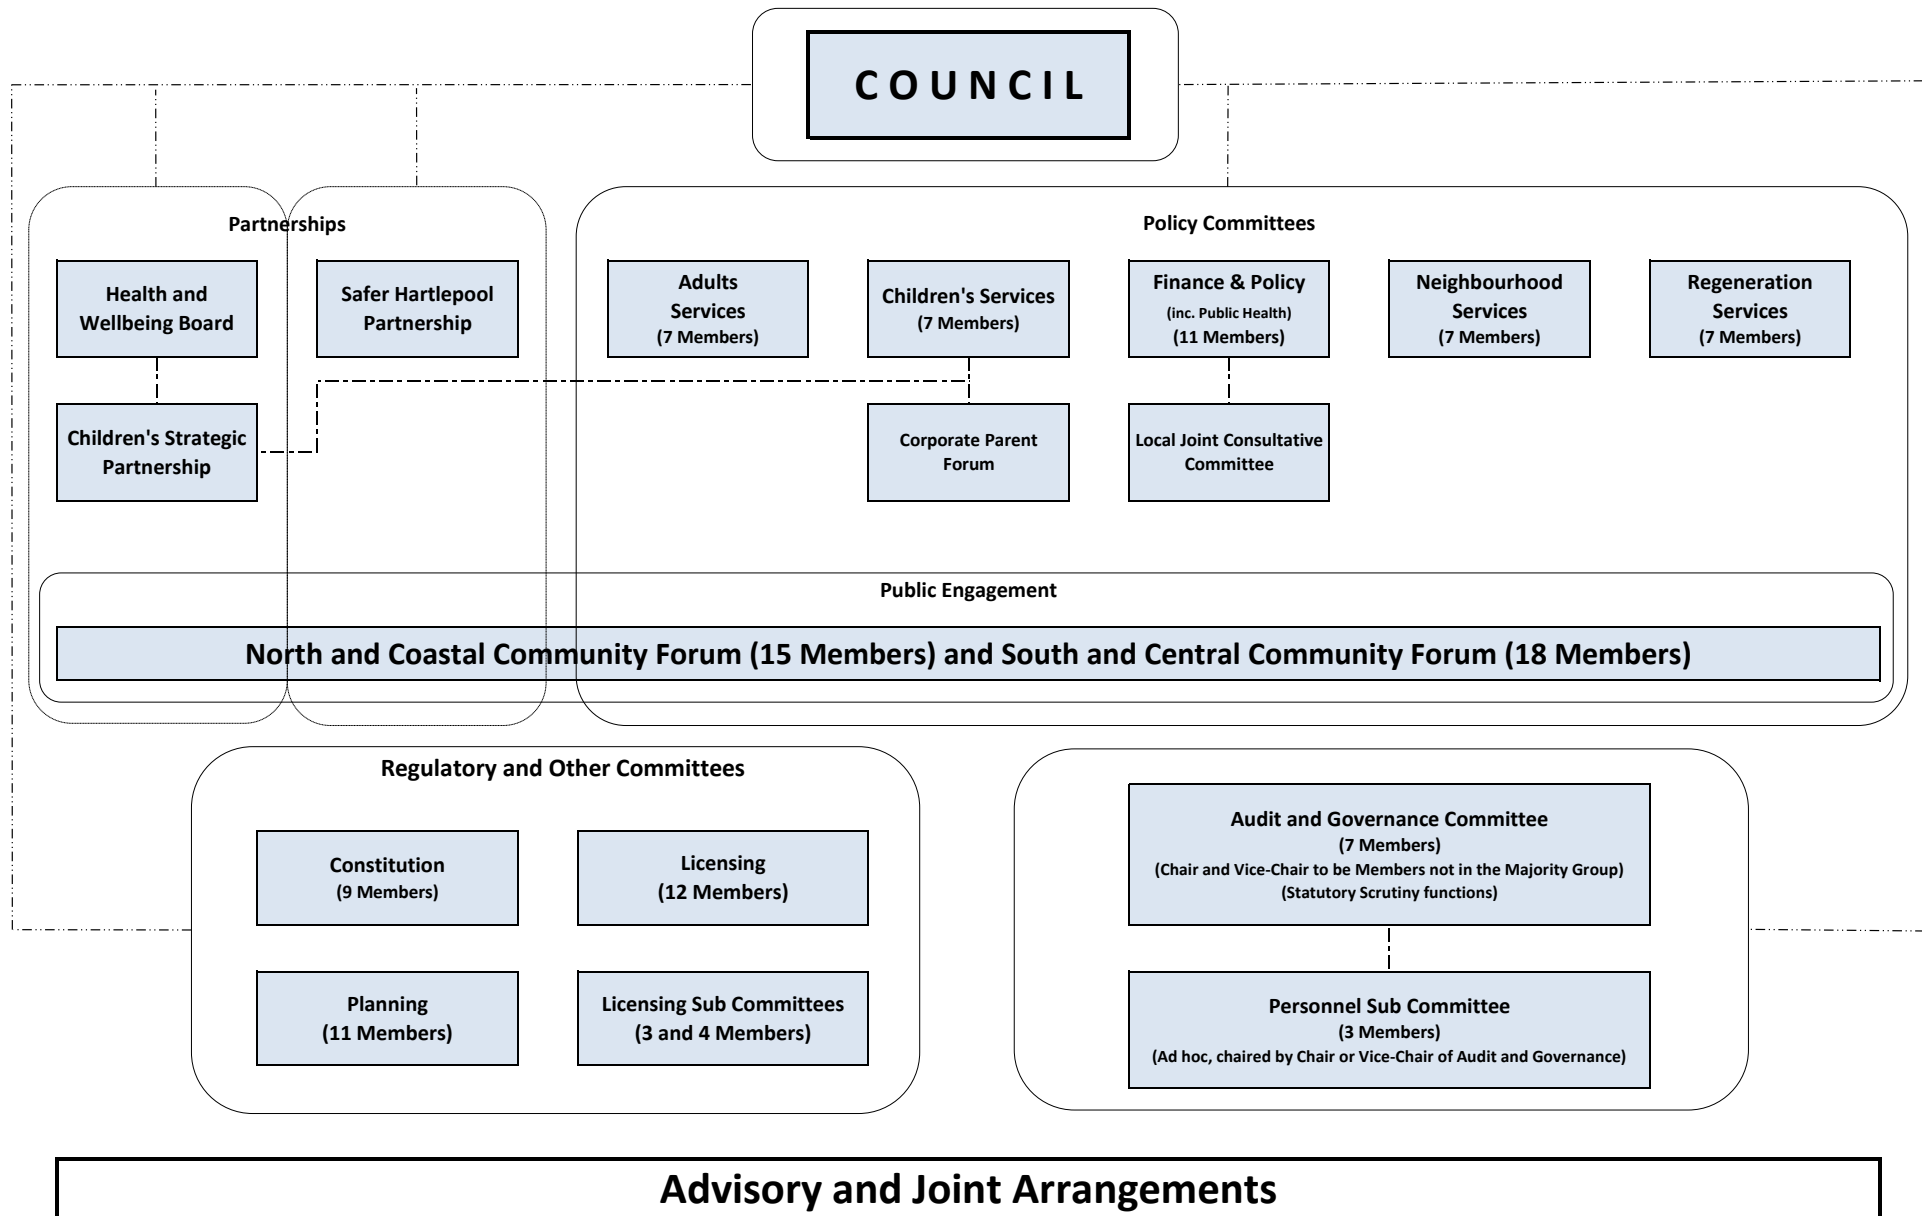 C O U N C I L
Partnerships
Health and
Wellbeing Board
Safer Hartlepool
Partnership
Children's Strategic
Partnership
Policy Committees
Adults
Services
(7 Members)
Children's Services
(7 Members)
Finance & Policy
(inc. Public Health)
(11 Members)
Neighbourhood
Services
(7 Members)
Regeneration
Services
(7 Members)
Corporate Parent
Forum
Local Joint Consultative
Committee
Public Engagement
North and Coastal Community Forum (15 Members) and South and Central Community Forum (18 Members)
Regulatory and Other Committees
Constitution
(9 Members)
Licensing
(12 Members)
Planning
(11 Members)
Licensing Sub Committees
(3 and 4 Members)
Audit and Governance Committee
(7 Members)
(Chair and Vice-Chair to be Members not in the Majority Group)
(Statutory Scrutiny functions)
Personnel Sub Committee
(3 Members)
(Ad hoc, chaired by Chair or Vice-Chair of Audit and Governance)
Advisory and Joint Arrangements